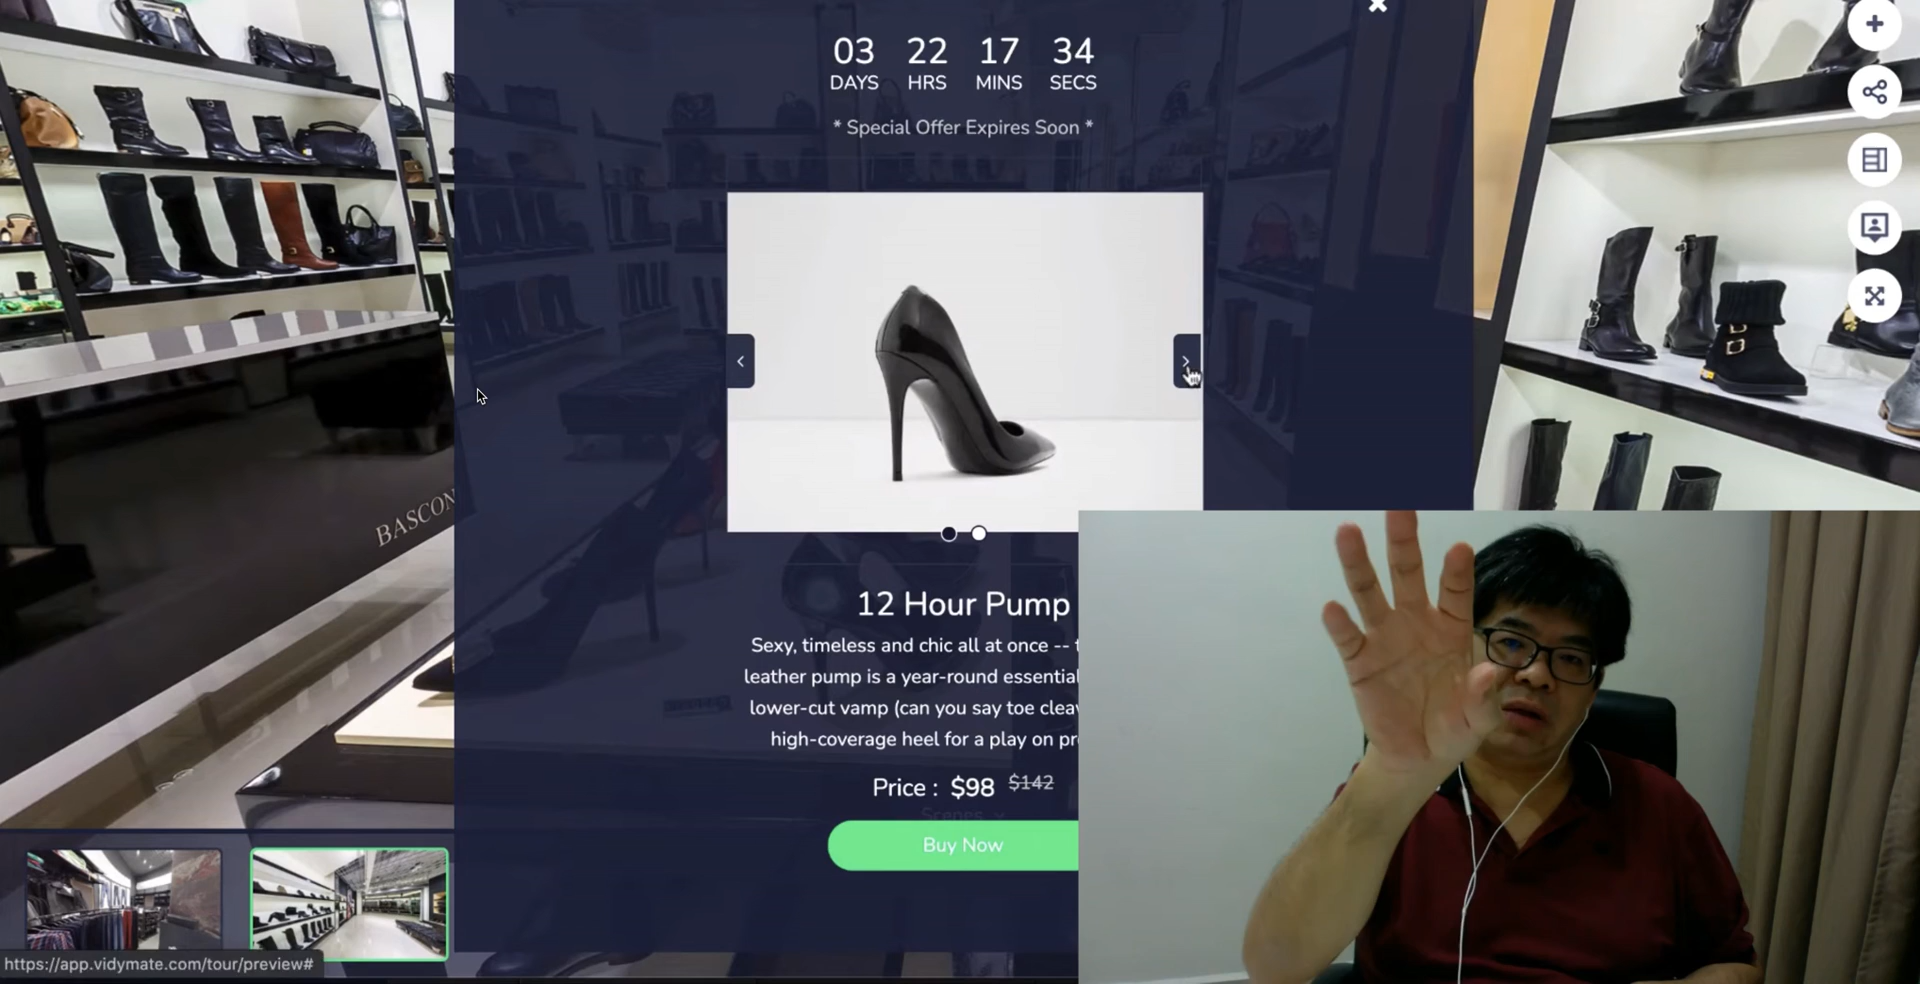 03 22 17 34
DAYS HRS MINS SECS
* Special Offer Expires Soon *
BASCON
12 Hour Pump
Sexy, timeless and chic all at once --
leather pump is a year-round essential
lower-cut vamp (can you say toe
high-coverage heel for a play on
Price : $98 $142
Scenes
Buy Now
https://app.vidymate.com/tour/preview#